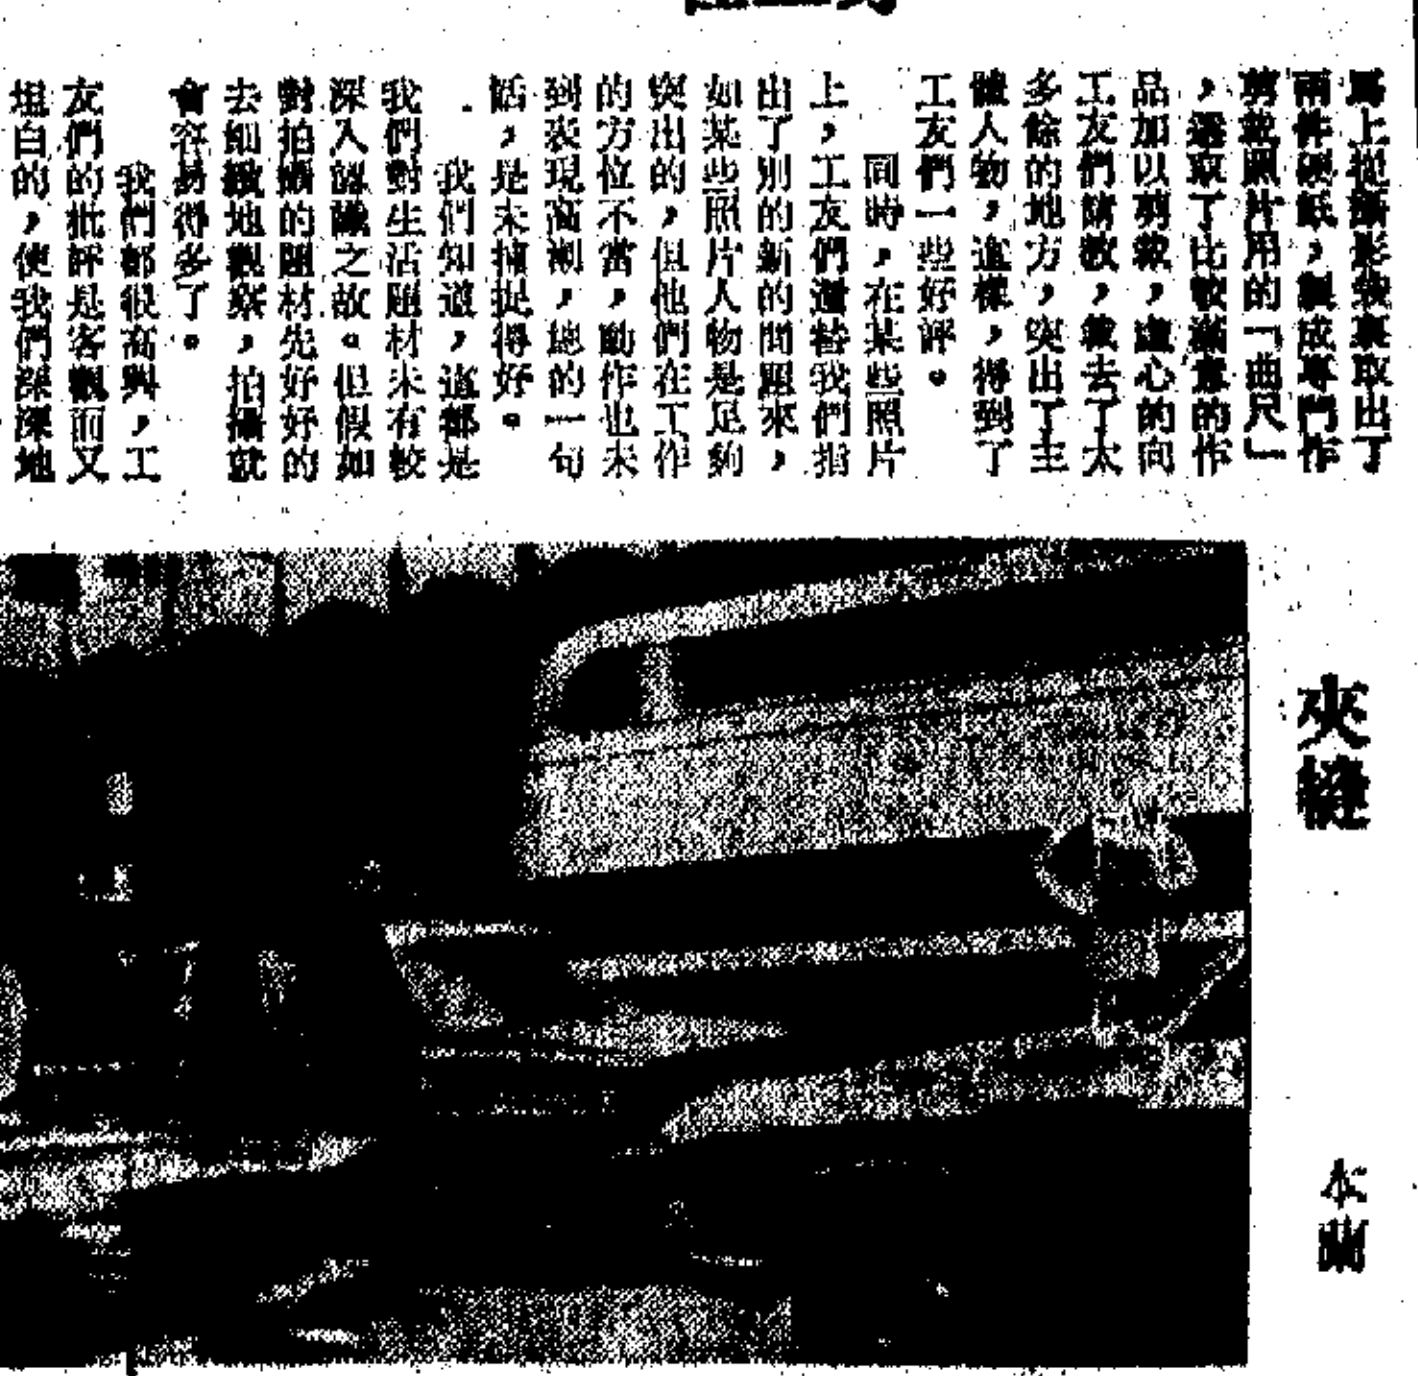 馬上從攝影袋裏取出了
兩件硬紙，製成專門作
剪裁照片用的「曲尺」
，選取了比較滿意的作
品加以剪裁，虛心的向
工友們請教，裁去了太
多餘的地方，突出了主
體人物，這樣，得到了
工友們一些好評。
同時，在某些照片
上，工友們還替我們指
出了別的新的問題來，
如某些照片人物是足夠
突出的，但他們在工作
的方位不當，動作也未
到表現高潮，總的一句
話，是未捕捉得好。
我們知道，這都是
我們對生活題材未有較
深入認識之故。但假如
對拍攝的題材先好好的
去細緻地觀察，拍攝就
會容易得多了。
我們都很高興，工
友們的批評是客觀而又
坦白的，使我們深深地
夾縫
木蘭